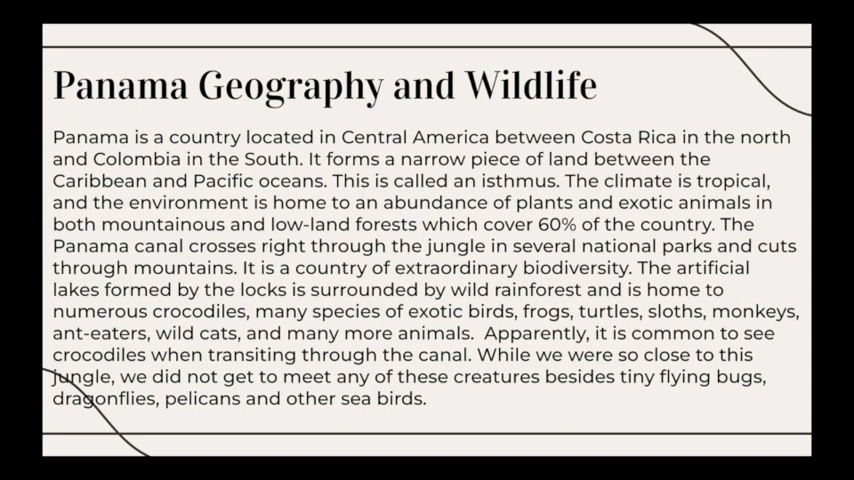 Panama Geography and Wildlife
Panama is a country located in Central America between Costa Rica in the north
and Colombia in the South. It forms a narrow piece of land between the
Caribbean and Pacific oceans. This is called an isthmus. The climate is tropical,
and the environment is home to an abundance of plants and exotic animals in
both mountainous and low-land forests which cover 60% of the country. The
Panama canal crosses right through the jungle in several national parks and cuts
through mountains. It is a country of extraordinary biodiversity. The artificial
lakes formed by the locks is surrounded by wild rainforest and is home to
numerous crocodiles, many species of exotic birds, frogs, turtles, sloths, monkeys,
ant-eaters, wild cats, and many more animals.  Apparently, it is common to see
crocodiles when transiting through the canal. While we were so close to this
jungle, we did not get to meet any of these creatures besides tiny flying bugs,
dragonflies, pelicans and other sea birds.